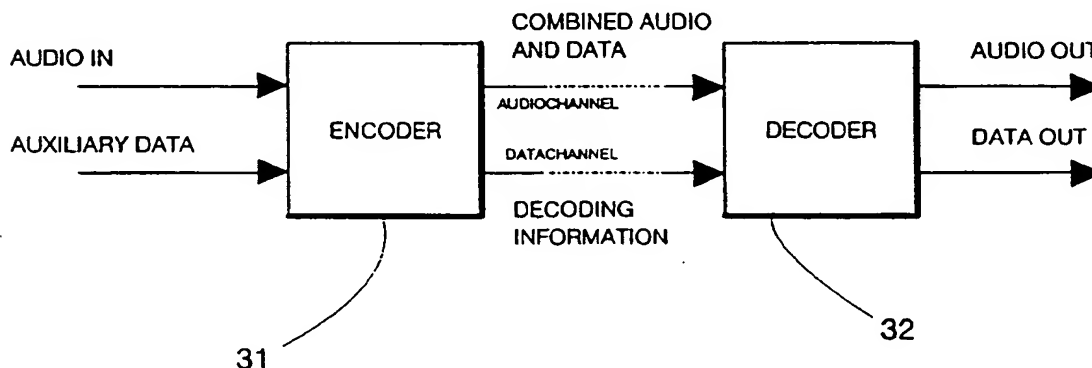 COMBINED AUDIO
AND DATA
AUDIO IN
AUDIO OUT
AUDIOCHANNEL
ENCODER
DECODER
AUXILIARY DATA
DATACHANNEL
DATA OUT
DECODING
INFORMATION
31
32